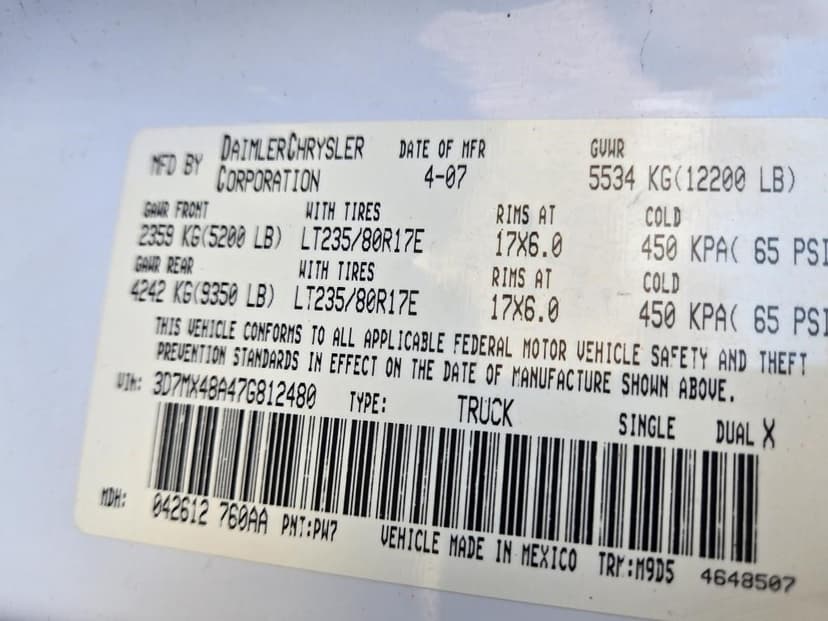 MFD BY DAIMLERCHRYSLER CORPORATION DATE OF MFR 4-07 GVWR 5534 KG(12200 LB)
GAWR FRONT WITH TIRES RIMS AT COLD
2359 KG(5200 LB) LT235/80R17E 17X6.0 450 KPA( 65 PSI
GAWR REAR WITH TIRES RIMS AT COLD
4242 KG(9350 LB) LT235/80R17E 17X6.0 450 KPA( 65 PSI
THIS VEHICLE CONFORMS TO ALL APPLICABLE FEDERAL MOTOR VEHICLE SAFETY AND THEFT
PREVENTION STANDARDS IN EFFECT ON THE DATE OF MANUFACTURE SHOWN ABOVE.
VIN: 3D7MX48A47G812480 TYPE: TRUCK SINGLE DUAL X
MDH: 042612 760AA PNT:PW7 VEHICLE MADE IN MEXICO TRM:M9D5 4648507